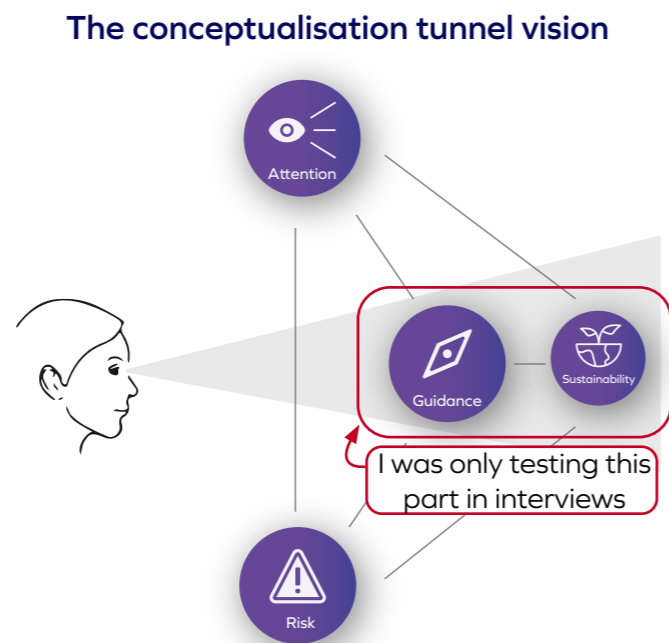 The conceptualisation tunnel vision
Attention
Guidance
Sustainability
I was only testing this
part in interviews
Risk